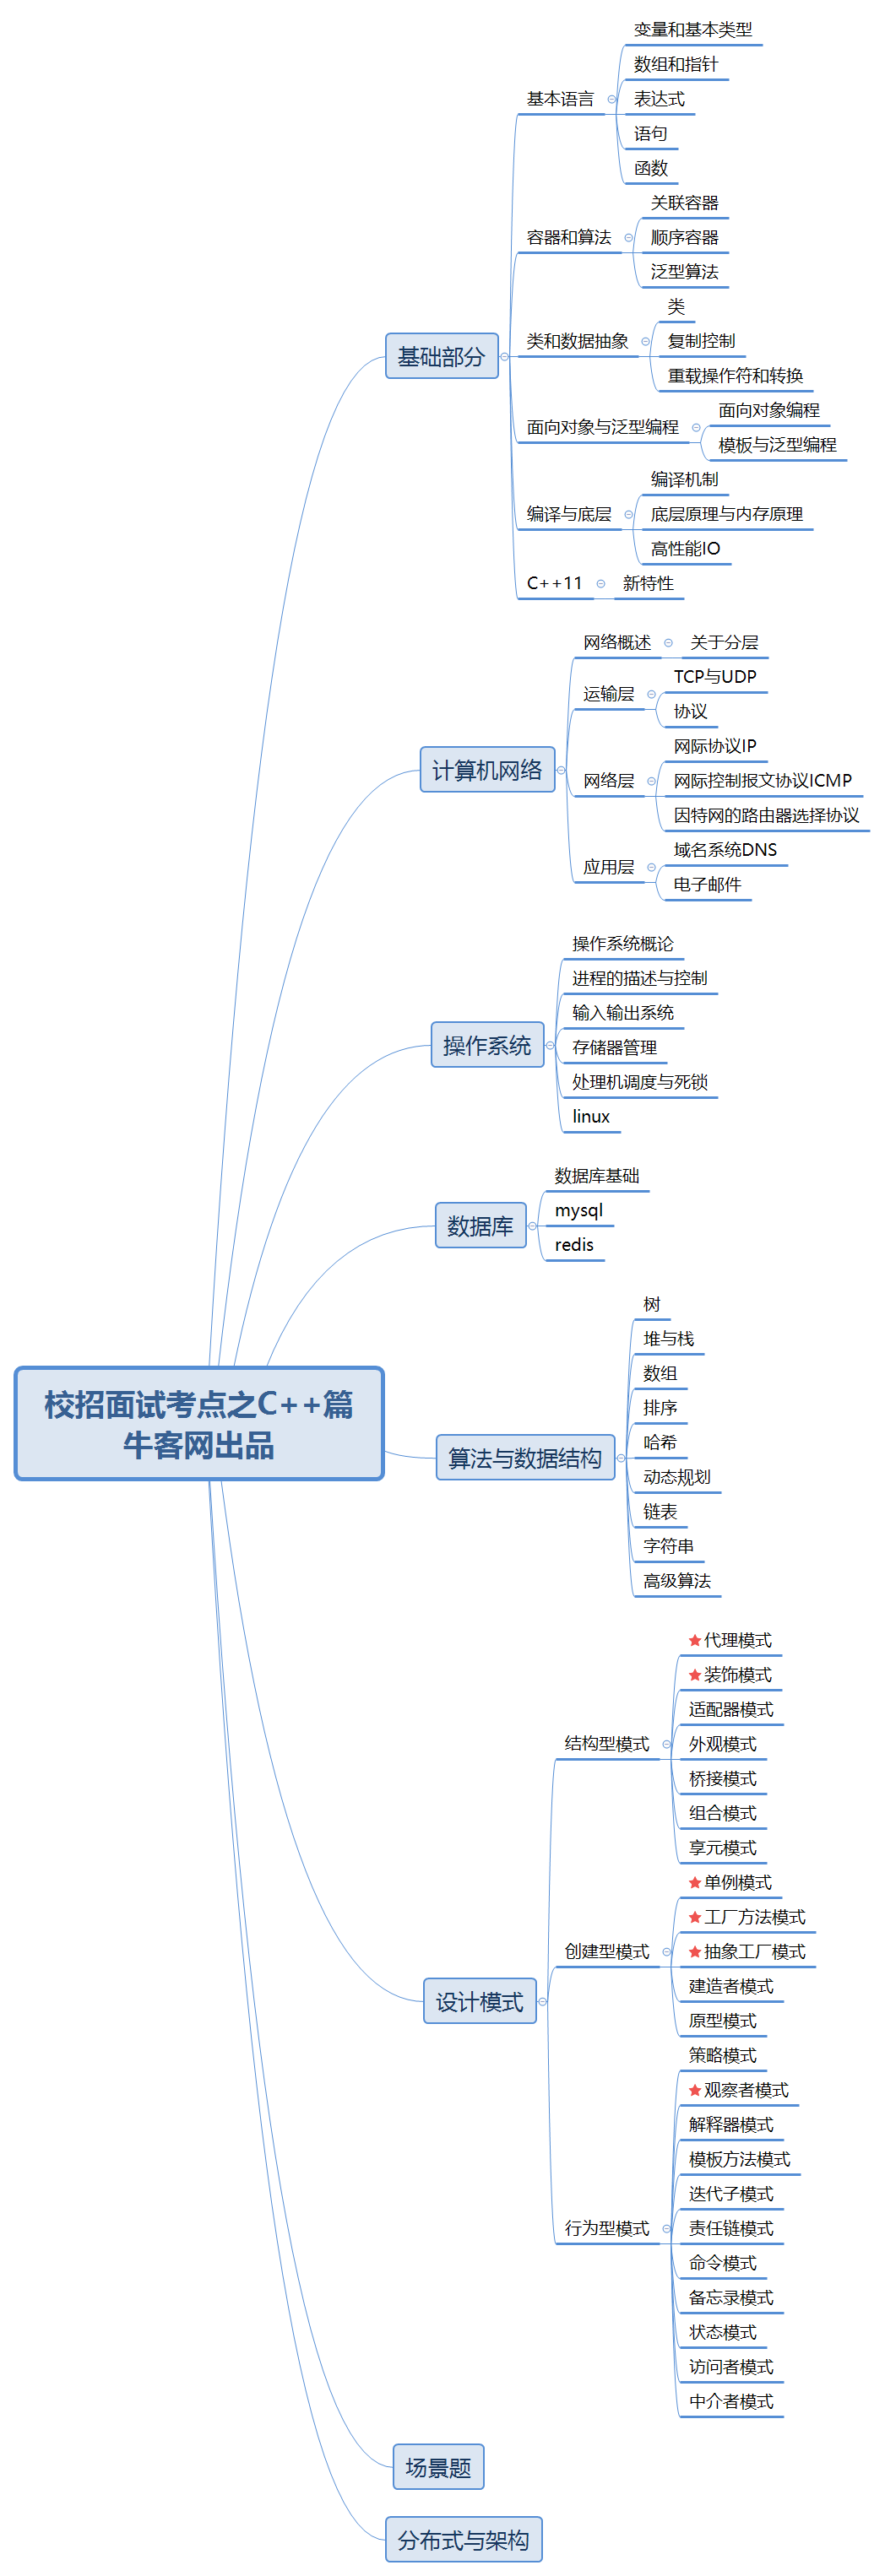 校招面试考点之C++篇
牛客网出品
基础部分
基本语言
变量和基本类型
数组和指针
表达式
语句
函数
容器和算法
关联容器
顺序容器
泛型算法
类和数据抽象
类
复制控制
重载操作符和转换
面向对象与泛型编程
面向对象编程
模板与泛型编程
编译与底层
编译机制
底层原理与内存原理
高性能IO
C++11
新特性
计算机网络
网络概述
关于分层
运输层
TCP与UDP
协议
网络层
网际协议IP
网际控制报文协议ICMP
因特网的路由器选择协议
应用层
域名系统DNS
电子邮件
操作系统
操作系统概论
进程的描述与控制
输入输出系统
存储器管理
处理机调度与死锁
linux
数据库
数据库基础
mysql
redis
算法与数据结构
树
堆与栈
数组
排序
哈希
动态规划
链表
字符串
高级算法
设计模式
结构型模式
代理模式
装饰模式
适配器模式
外观模式
桥接模式
组合模式
享元模式
创建型模式
单例模式
工厂方法模式
抽象工厂模式
建造者模式
原型模式
行为型模式
策略模式
观察者模式
解释器模式
模板方法模式
迭代子模式
责任链模式
命令模式
备忘录模式
状态模式
访问者模式
中介者模式
场景题
分布式与架构